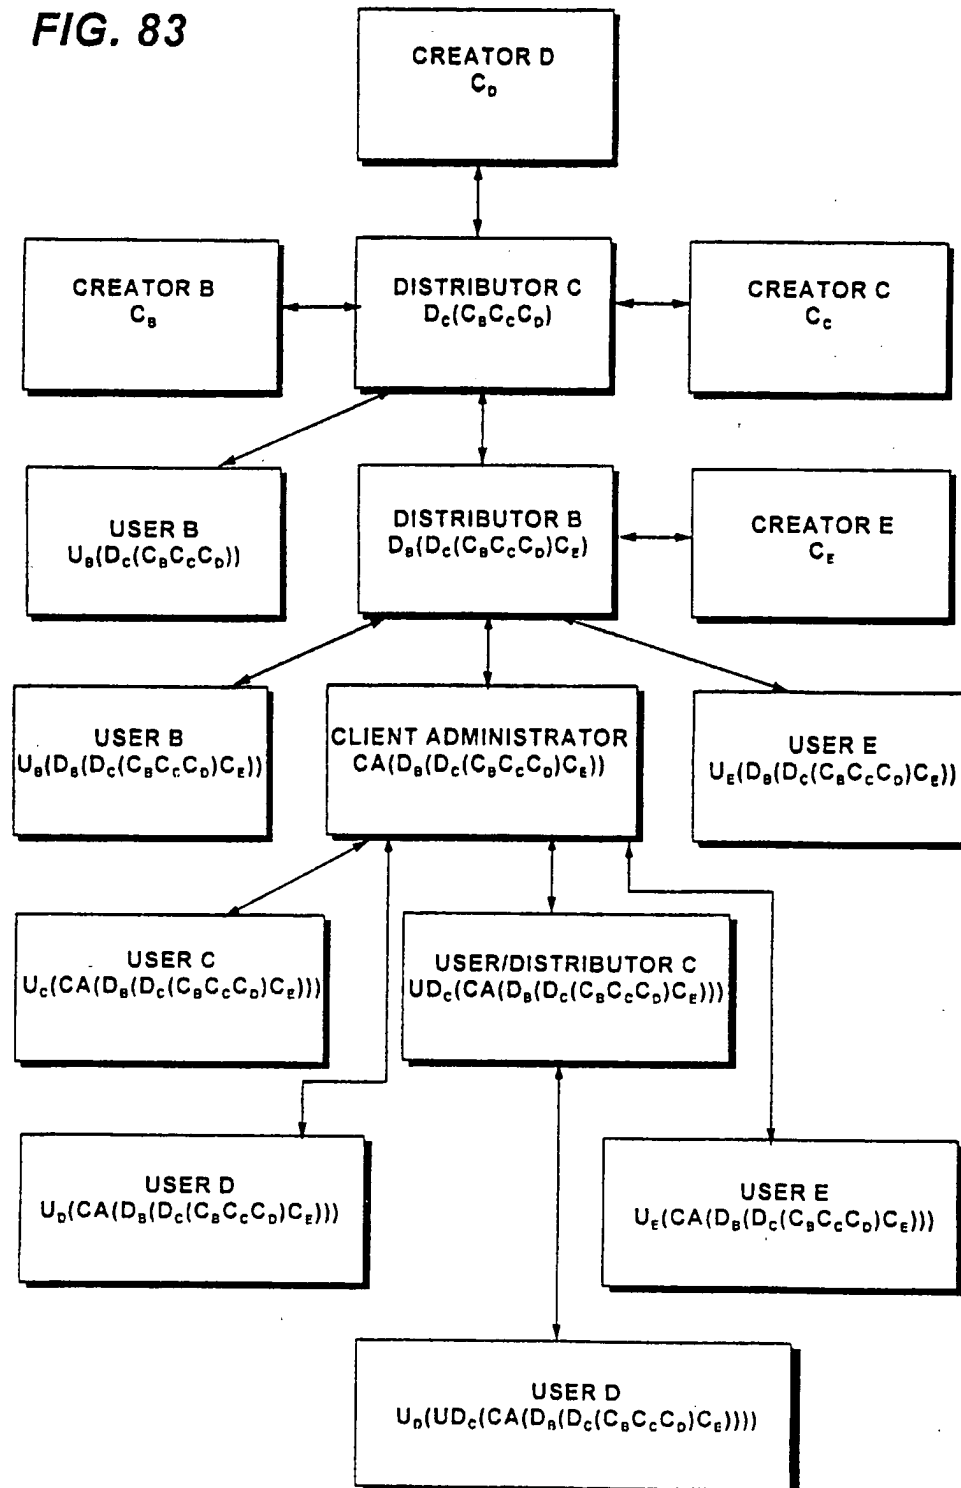 FIG. 83
CREATOR D
C_D
CREATOR B
C_B
DISTRIBUTOR C
D_C(C_BC_CC_D)
CREATOR C
C_C
USER B
U_B(D_C(C_BC_CC_D))
DISTRIBUTOR B
D_B(D_C(C_BC_CC_D)C_E)
CREATOR E
C_E
USER B
U_B(D_B(D_C(C_BC_CC_D)C_E))
CLIENT ADMINISTRATOR
CA(D_B(D_C(C_BC_CC_D)C_E))
USER E
U_E(D_B(D_C(C_BC_CC_D)C_E))
USER C
U_C(CA(D_B(D_C(C_BC_CC_D)C_E)))
USER/DISTRIBUTOR C
UD_C(CA(D_B(D_C(C_BC_CC_D)C_E)))
USER D
U_D(CA(D_B(D_C(C_BC_CC_D)C_E)))
USER E
U_E(CA(D_B(D_C(C_BC_CC_D)C_E)))
USER D
U_D(UD_C(CA(D_B(D_C(C_BC_CC_D)C_E))))